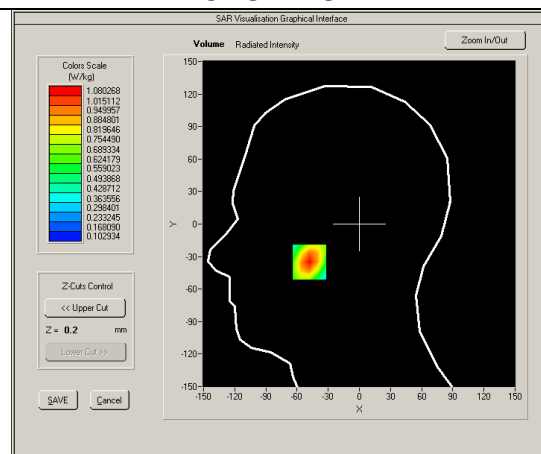 SAR Visualisation Graphical Interface
Volume Radiated Intensity
Zoom In/Out
Colors Scale
(W/kg)
1.080268
1.015112
0.949957
0.884801
0.819646
0.754490
0.689334
0.624179
0.559023
0.493868
0.428712
0.363556
0.298401
0.233245
0.168090
0.102934
Z-Cuts Control
<< Upper Cut
Z = 0.2 mm
Lower Cut >>
SAVE Cancel
150
120
90
60
30
0
-30
-60
-90
-120
-150
Y
-150 -120 -90 -60 -30 0 30 60 90 120 150
X